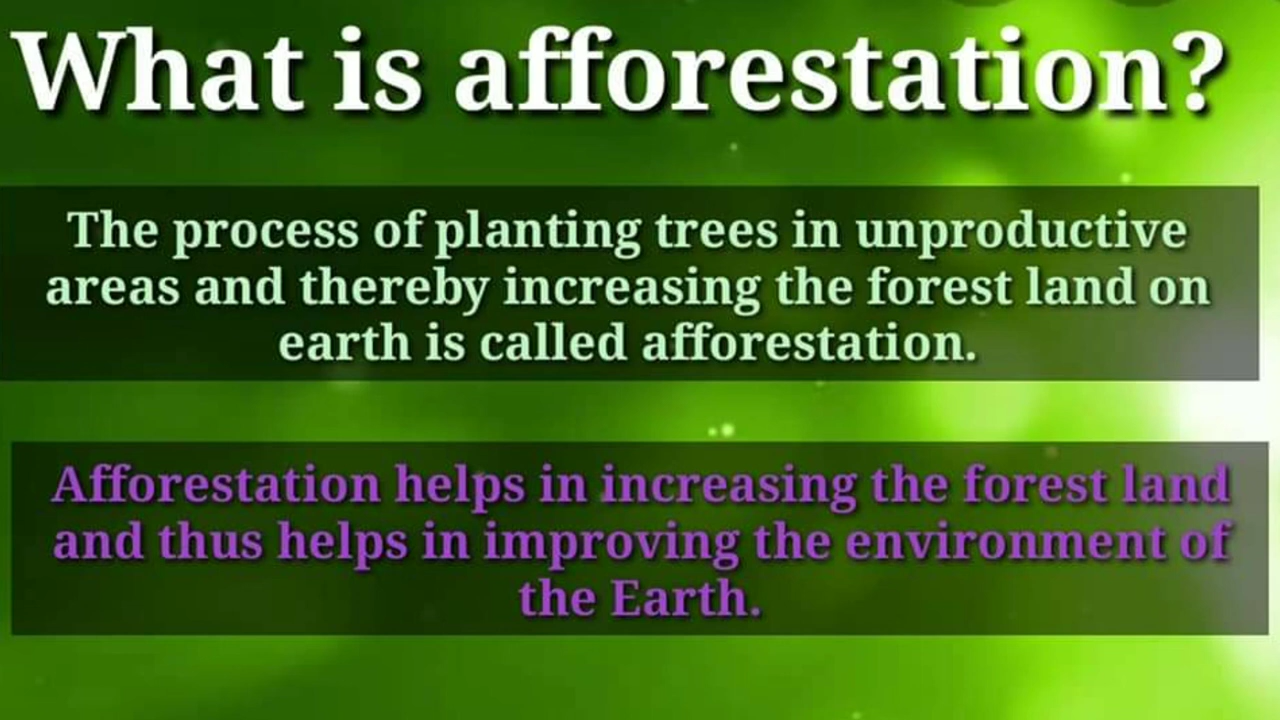 What is afforestation?
The process of planting trees in unproductive
areas and thereby increasing the forest land on
earth is called afforestation.
Afforestation helps in increasing the forest land
and thus helps in improving the environment of
the Earth.